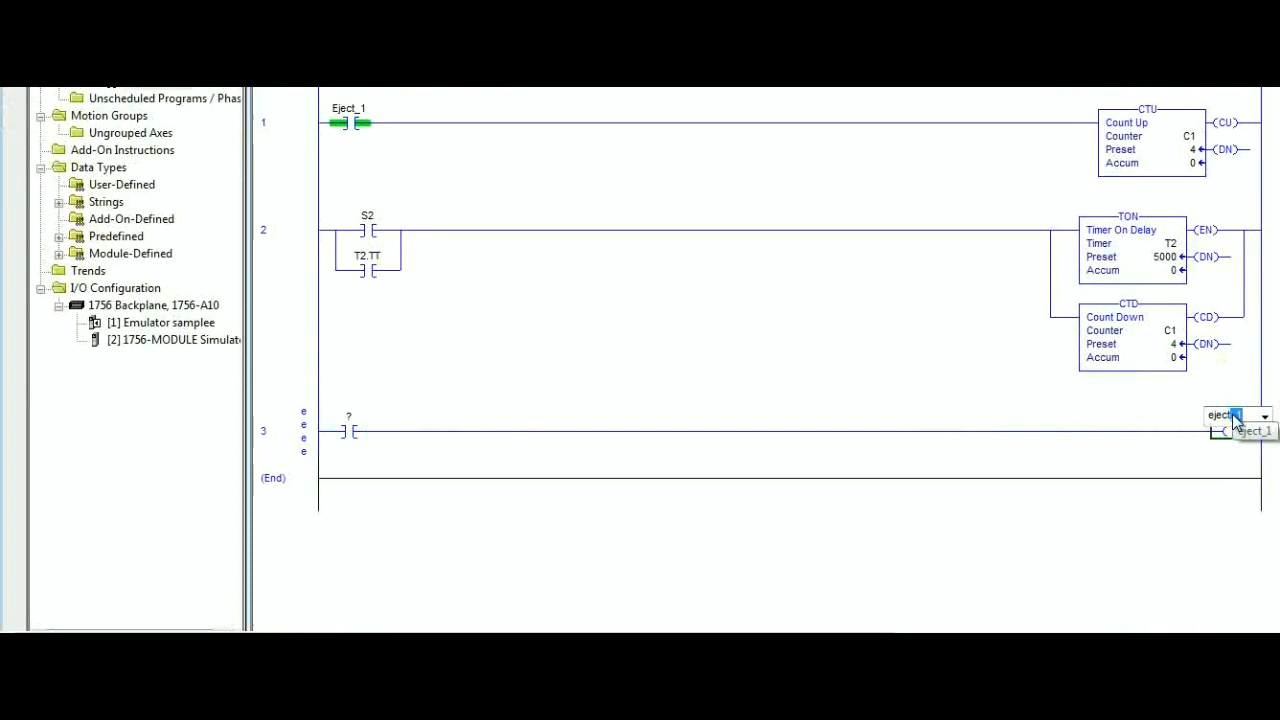 Unscheduled Programs / Phas
Motion Groups
Ungrouped Axes
Add-On Instructions
Data Types
User-Defined
Strings
Add-On-Defined
Predefined
Module-Defined
Trends
I/O Configuration
1756 Backplane, 1756-A10
[1] Emulator samplee
[2] 1756-MODULE Simulat
1
Eject_1
CTU
Count Up
Counter C1
Preset 4
Accum 0
(CU)
(DN)
2
S2
T2.TT
TON
Timer On Delay
Timer T2
Preset 5000
Accum 0
(EN)
(DN)
CTD
Count Down
Counter C1
Preset 4
Accum 0
(CD)
(DN)
e
e
e
e
3
?
eject_1
eject_1
(End)